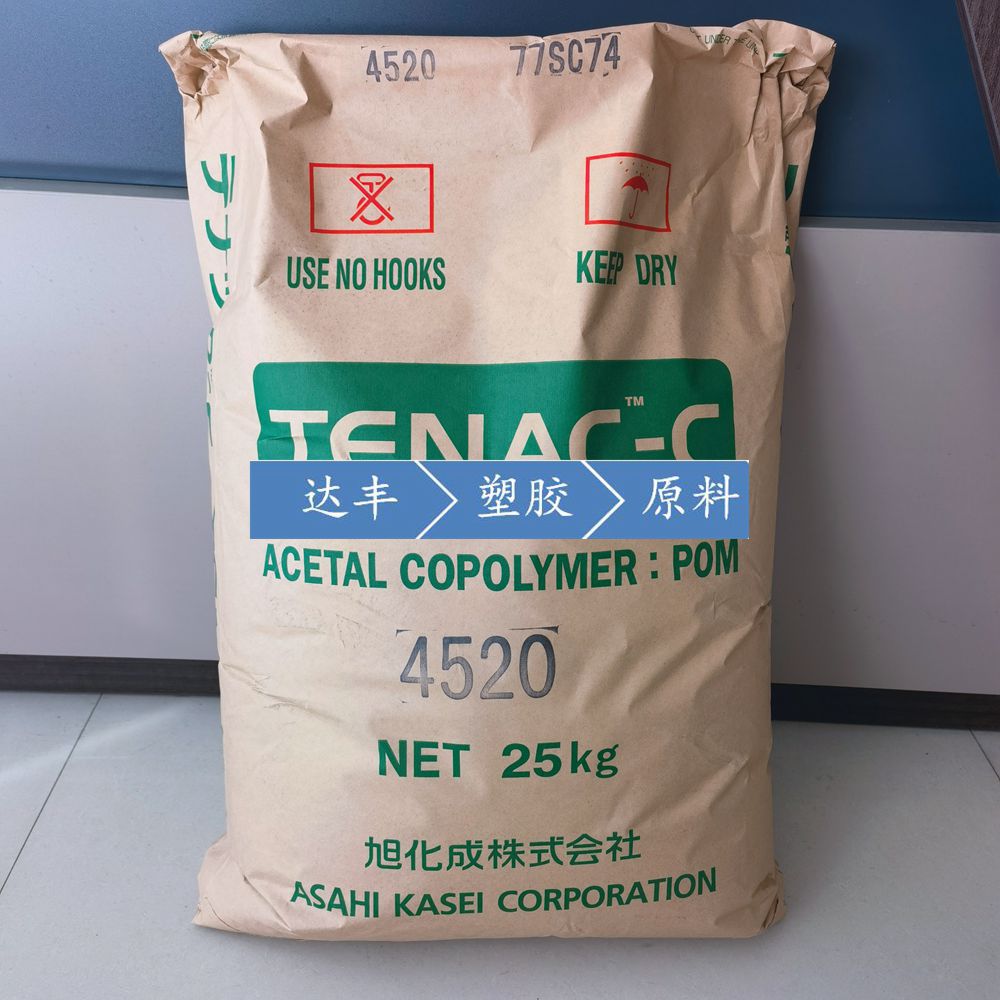 4520 77SC74
USE NO HOOKS
KEEP DRY
TENAC™-C
达丰 塑胶 原料
ACETAL COPOLYMER : POM
4520
NET 25kg
旭化成株式会社
ASAHI KASEI CORPORATION